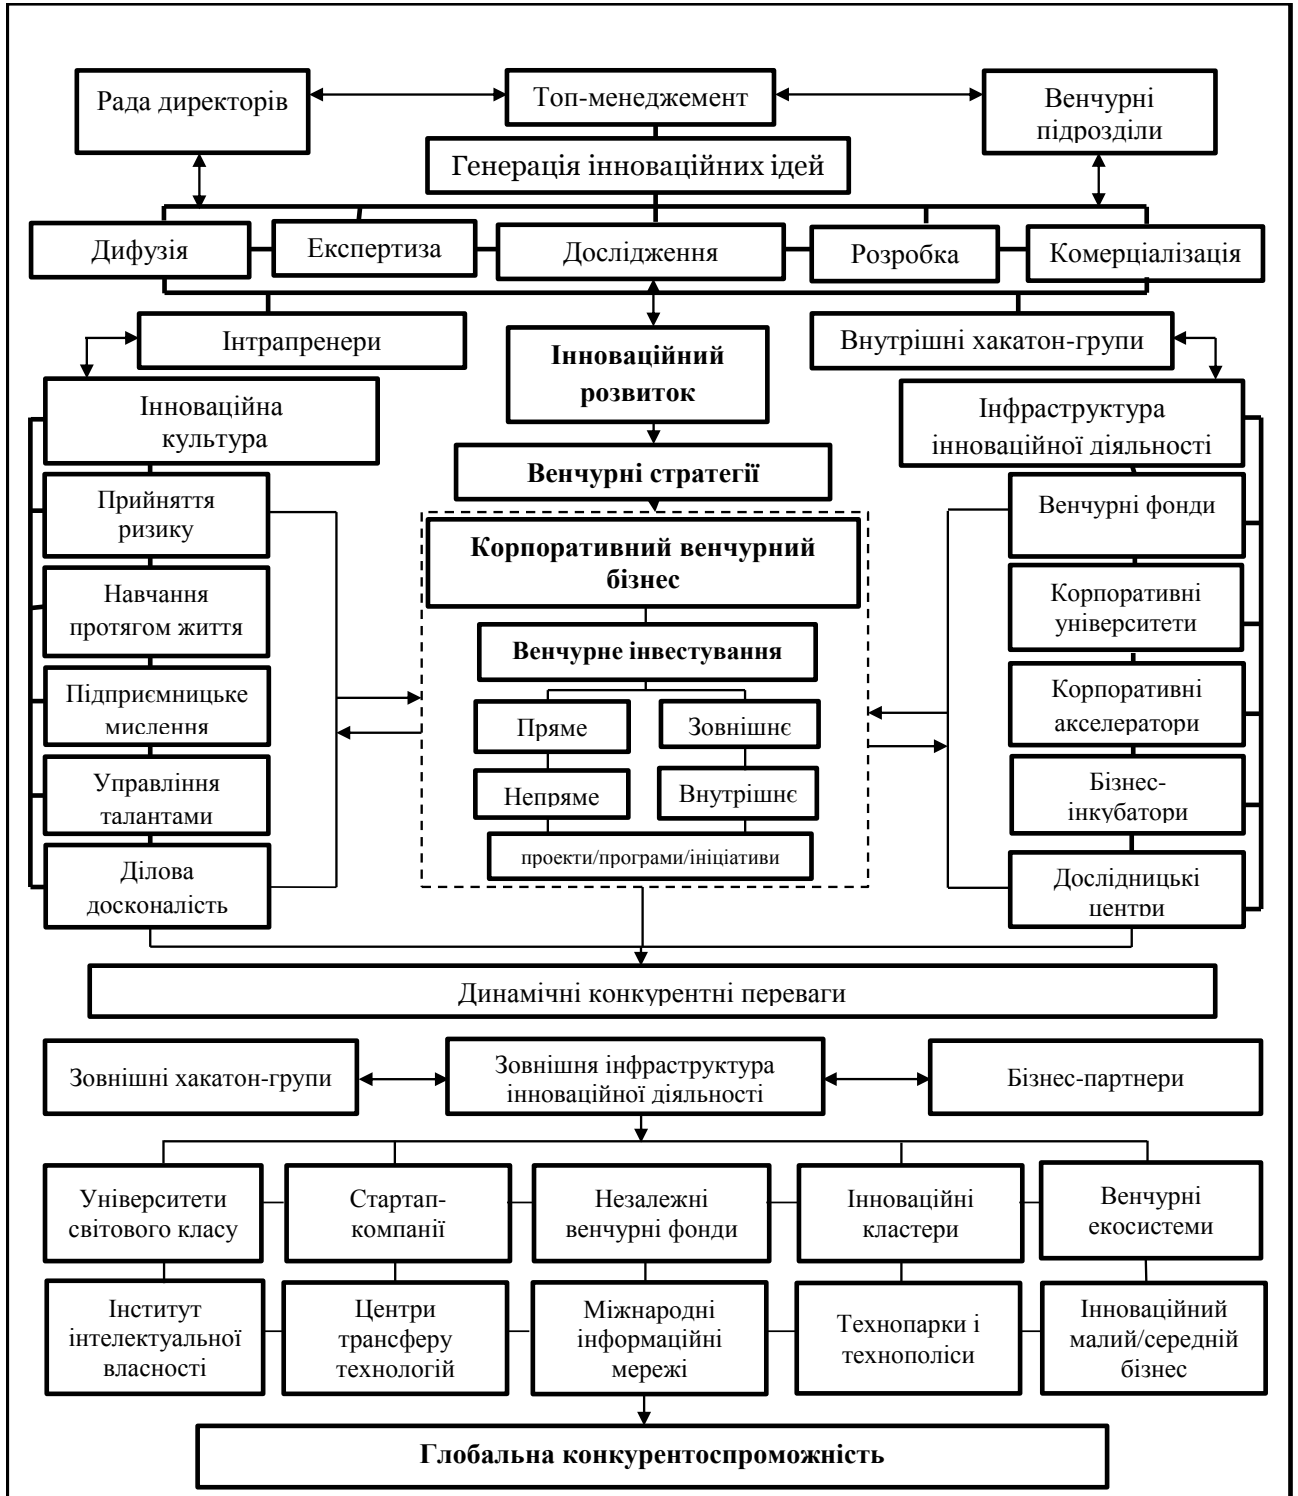 Рада директорів
Топ-менеджемент
Венчурні
підрозділи
Генерація інноваційних ідей
Дифузія
Експертиза
Дослідження
Розробка
Комерціалізація
Інтрапренери
Інноваційний
розвиток
Внутрішні хакатон-групи
Інноваційна
культура
Інфраструктура
інноваційної діяльності
Венчурні стратегії
Прийняття
ризику
Навчання
протягом життя
Підприємницьке
мислення
Управління
талантами
Ділова
досконалість
Корпоративний венчурний
бізнес
Венчурне інвестування
Пряме
Зовнішнє
Непряме
Внутрішнє
проекти/програми/ініціативи
Венчурні фонди
Корпоративні
університети
Корпоративні
акселератори
Бізнес-
інкубатори
Дослідницькі
центри
Динамічні конкурентні переваги
Зовнішні хакатон-групи
Зовнішня інфраструктура
інноваційної діяльності
Бізнес-партнери
Університети
світового класу
Стартап-
компанії
Незалежні
венчурні фонди
Інноваційні
кластери
Венчурні
екосистеми
Інститут
інтелектуальної
власності
Центри
трансферу
технологій
Міжнародні
інформаційні
мережі
Технопарки і
технополіси
Інноваційний
малий/середній
бізнес
Глобальна конкурентоспроможність